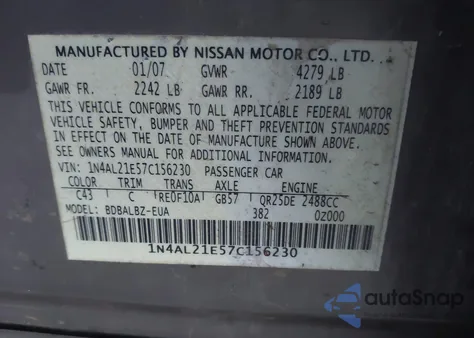 MANUFACTURED BY NISSAN MOTOR CO., LTD.
DATE 01/07 GVWR 4279 LB
GAWR FR. 2242 LB GAWR RR. 2189 LB
THIS VEHICLE CONFORMS TO ALL APPLICABLE FEDERAL MOTOR
VEHICLE SAFETY, BUMPER AND THEFT PREVENTION STANDARDS
IN EFFECT ON THE DATE OF MANUFACTURE SHOWN ABOVE.
SEE OWNERS MANUAL FOR ADDITIONAL INFORMATION
VIN: 1N4AL21E57C156230 PASSENGER CAR
COLOR TRIM TRANS AXLE ENGINE
C43 C RE0F10A GB57 QR25DE 2488CC
MODEL: BDBALBZ-EUA 382 0Z000
1N4AL21E57C156230
autoSnap